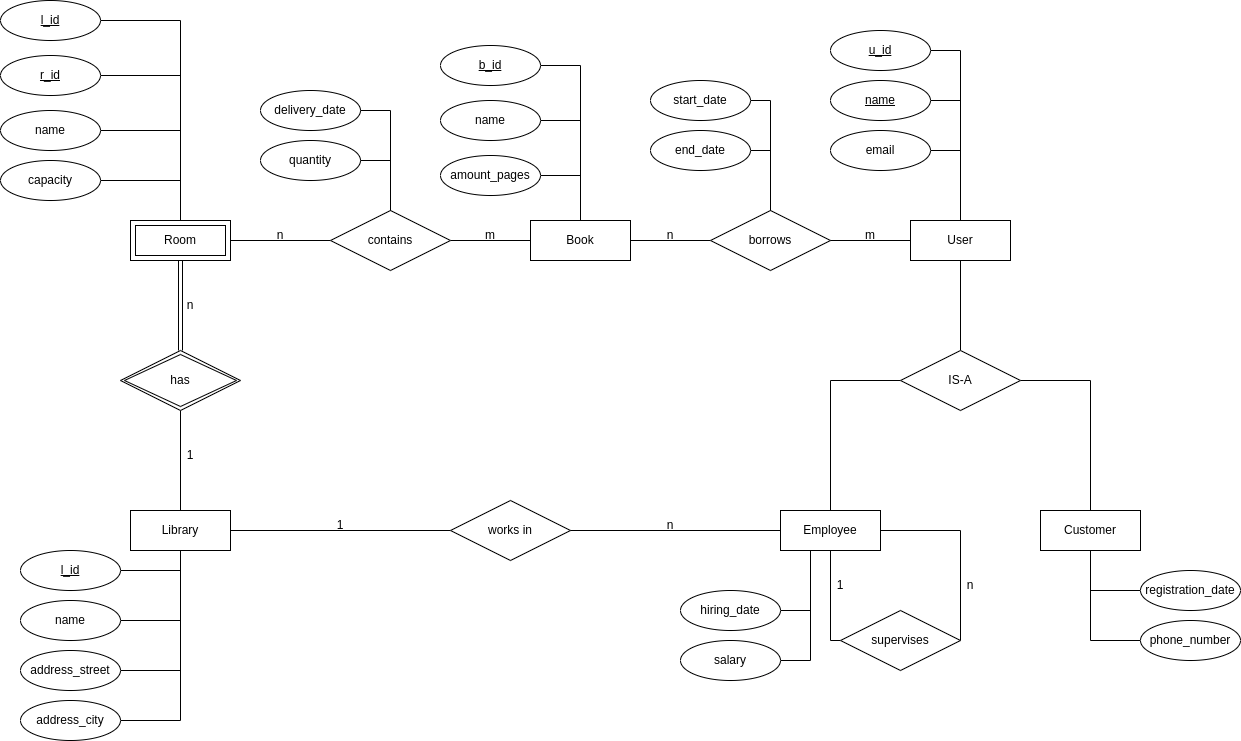 l_id
r_id
name
capacity
delivery_date
quantity
b_id
name
amount_pages
start_date
end_date
u_id
name
email
Room
n
contains
m
Book
n
borrows
m
User
n
has
1
IS-A
Library
1
works in
n
Employee
Customer
l_id
name
address_street
address_city
hiring_date
salary
1
n
supervises
registration_date
phone_number